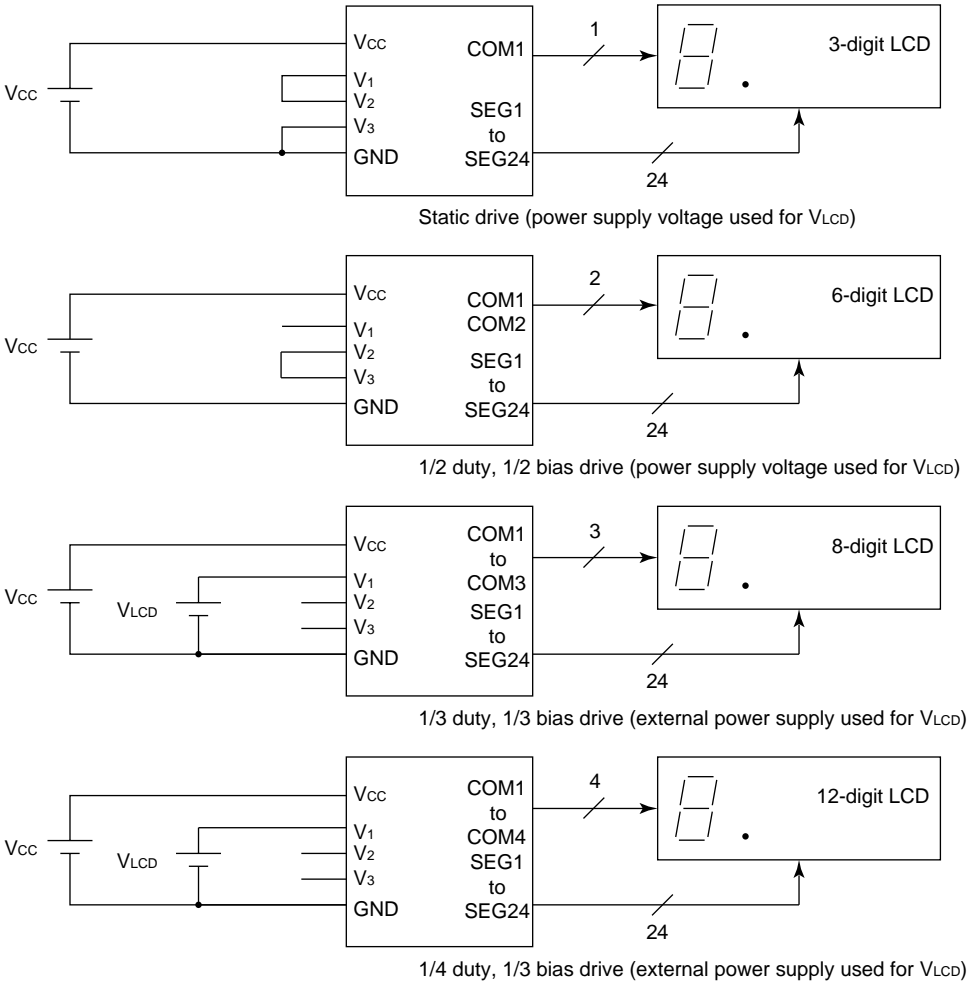 VCC
VCC
V1
V2
V3
GND
COM1
SEG1
to
SEG24
1
24
3-digit LCD
Static drive (power supply voltage used for VLCD)
VCC
VCC
V1
V2
V3
GND
COM1
COM2
SEG1
to
SEG24
2
24
6-digit LCD
1/2 duty, 1/2 bias drive (power supply voltage used for VLCD)
VCC
VLCD
VCC
V1
V2
V3
GND
COM1
to
COM3
SEG1
to
SEG24
3
24
8-digit LCD
1/3 duty, 1/3 bias drive (external power supply used for VLCD)
VCC
VLCD
VCC
V1
V2
V3
GND
COM1
to
COM4
SEG1
to
SEG24
4
24
12-digit LCD
1/4 duty, 1/3 bias drive (external power supply used for VLCD)